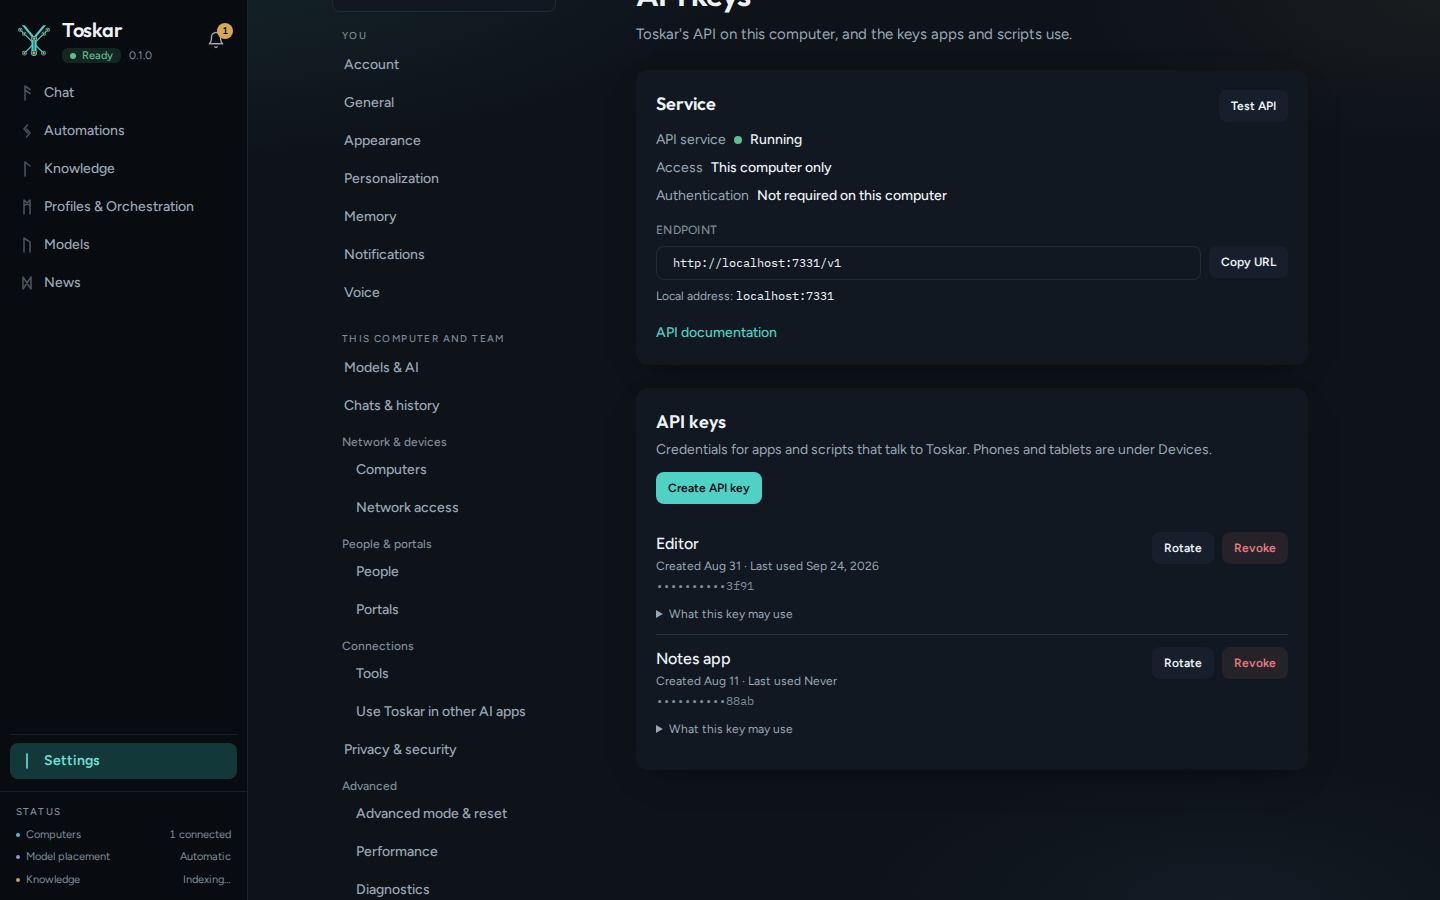 Toskar
1
Ready 0.1.0
Chat
Automations
Knowledge
Profiles & Orchestration
Models
News
Settings
STATUS
Computers 1 connected
Model placement Automatic
Knowledge Indexing...
YOU
Account
General
Appearance
Personalization
Memory
Notifications
Voice
THIS COMPUTER AND TEAM
Models & AI
Chats & history
Network & devices
Computers
Network access
People & portals
People
Portals
Connections
Tools
Use Toskar in other AI apps
Privacy & security
Advanced
Advanced mode & reset
Performance
Diagnostics
API keys
Toskar's API on this computer, and the keys apps and scripts use.
Service
Test API
API service Running
Access This computer only
Authentication Not required on this computer
ENDPOINT
http://localhost:7331/v1
Copy URL
Local address: localhost:7331
API documentation
API keys
Credentials for apps and scripts that talk to Toskar. Phones and tablets are under Devices.
Create API key
Editor
Rotate Revoke
Created Aug 31 · Last used Sep 24, 2026
••••••••••3f91
What this key may use
Notes app
Rotate Revoke
Created Aug 11 · Last used Never
••••••••••88ab
What this key may use